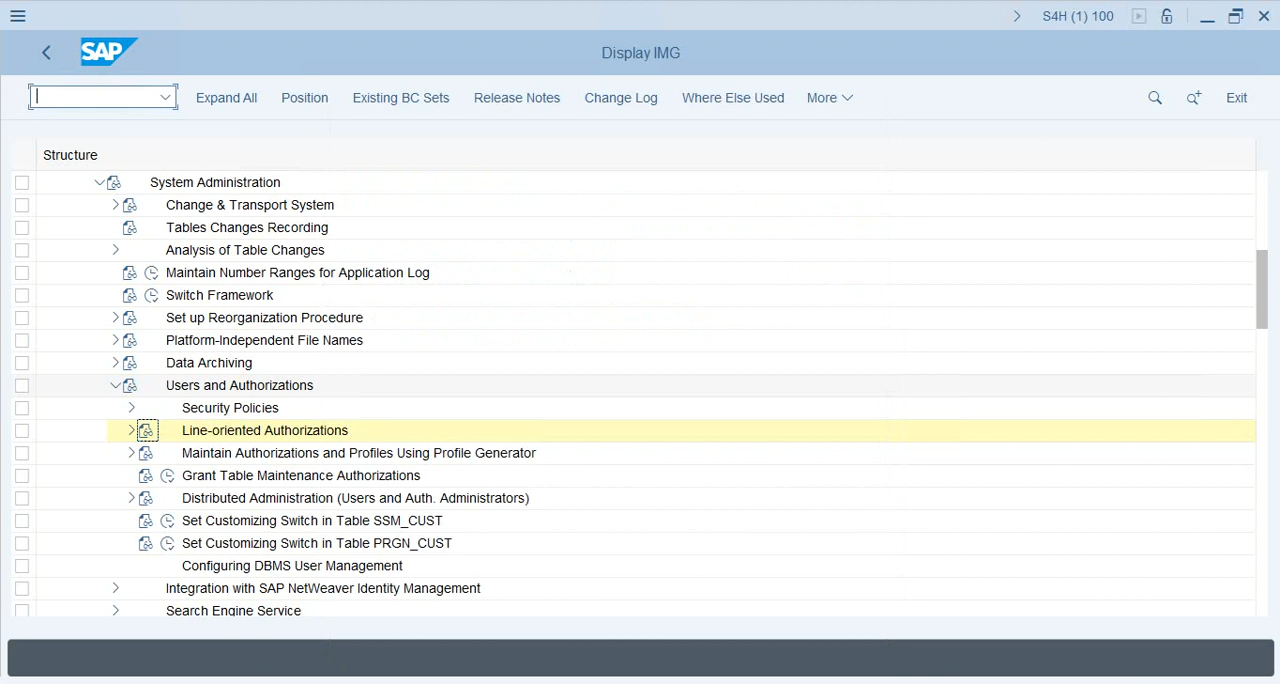 S4H (1) 100
SAP
Display IMG
Expand All Position Existing BC Sets Release Notes Change Log Where Else Used More Exit
Structure
System Administration
Change & Transport System
Tables Changes Recording
Analysis of Table Changes
Maintain Number Ranges for Application Log
Switch Framework
Set up Reorganization Procedure
Platform-Independent File Names
Data Archiving
Users and Authorizations
Security Policies
Line-oriented Authorizations
Maintain Authorizations and Profiles Using Profile Generator
Grant Table Maintenance Authorizations
Distributed Administration (Users and Auth. Administrators)
Set Customizing Switch in Table SSM_CUST
Set Customizing Switch in Table PRGN_CUST
Configuring DBMS User Management
Integration with SAP NetWeaver Identity Management
Search Engine Service